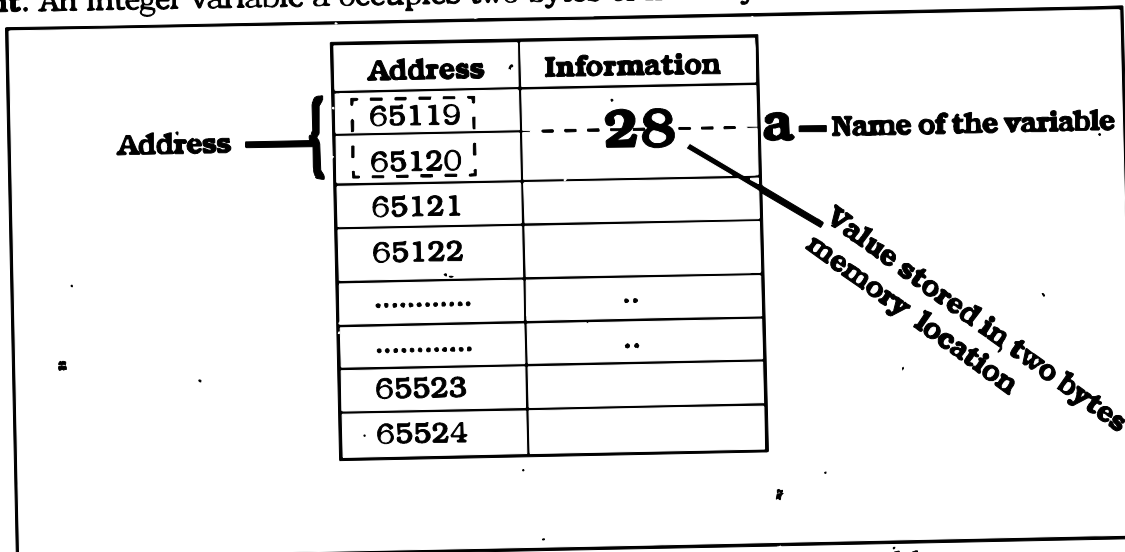 An integer variable a occupies two bytes of
Address Information
65119
65120
28
Address
a – Name of the variable
65121
65122
............ ..
............ ..
65523
65524
Value stored in two bytes
memory location